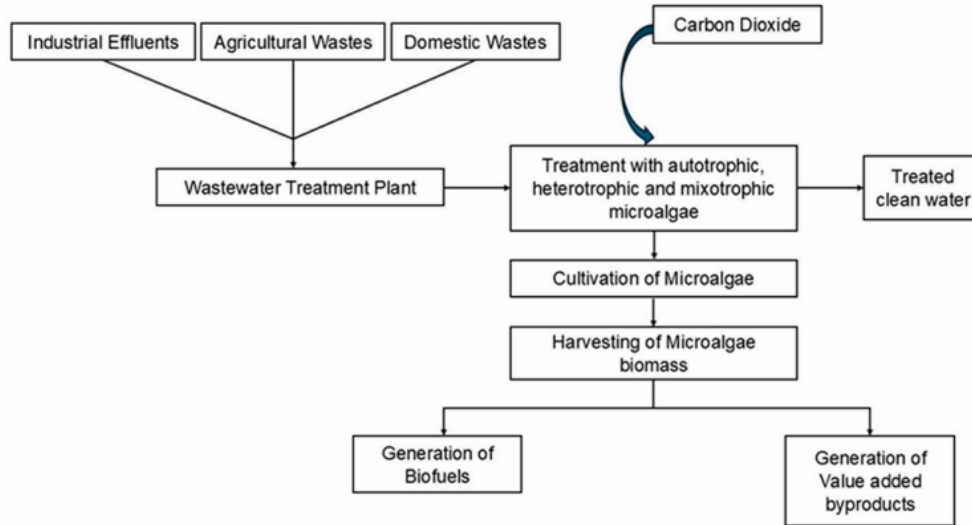 Carbon Dioxide
Industrial Effluents
Agricultural Wastes
Domestic Wastes
Wastewater Treatment Plant
Treatment with autotrophic,
heterotrophic and mixotrophic
microalgae
Treated
clean water
Cultivation of Microalgae
Harvesting of Microalgae
biomass
Generation of
Biofuels
Generation of
Value added
byproducts